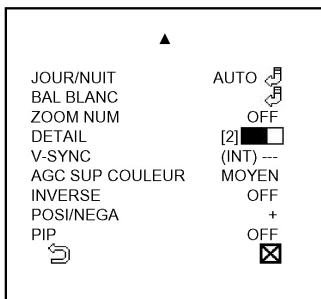 JOUR/NUIT AUTO
BAL BLANC
ZOOM NUM OFF
DETAIL [2]
V-SYNC (INT) ---
AGC SUP COULEUR MOYEN
INVERSE OFF
POSI/NEGA +
PIP OFF